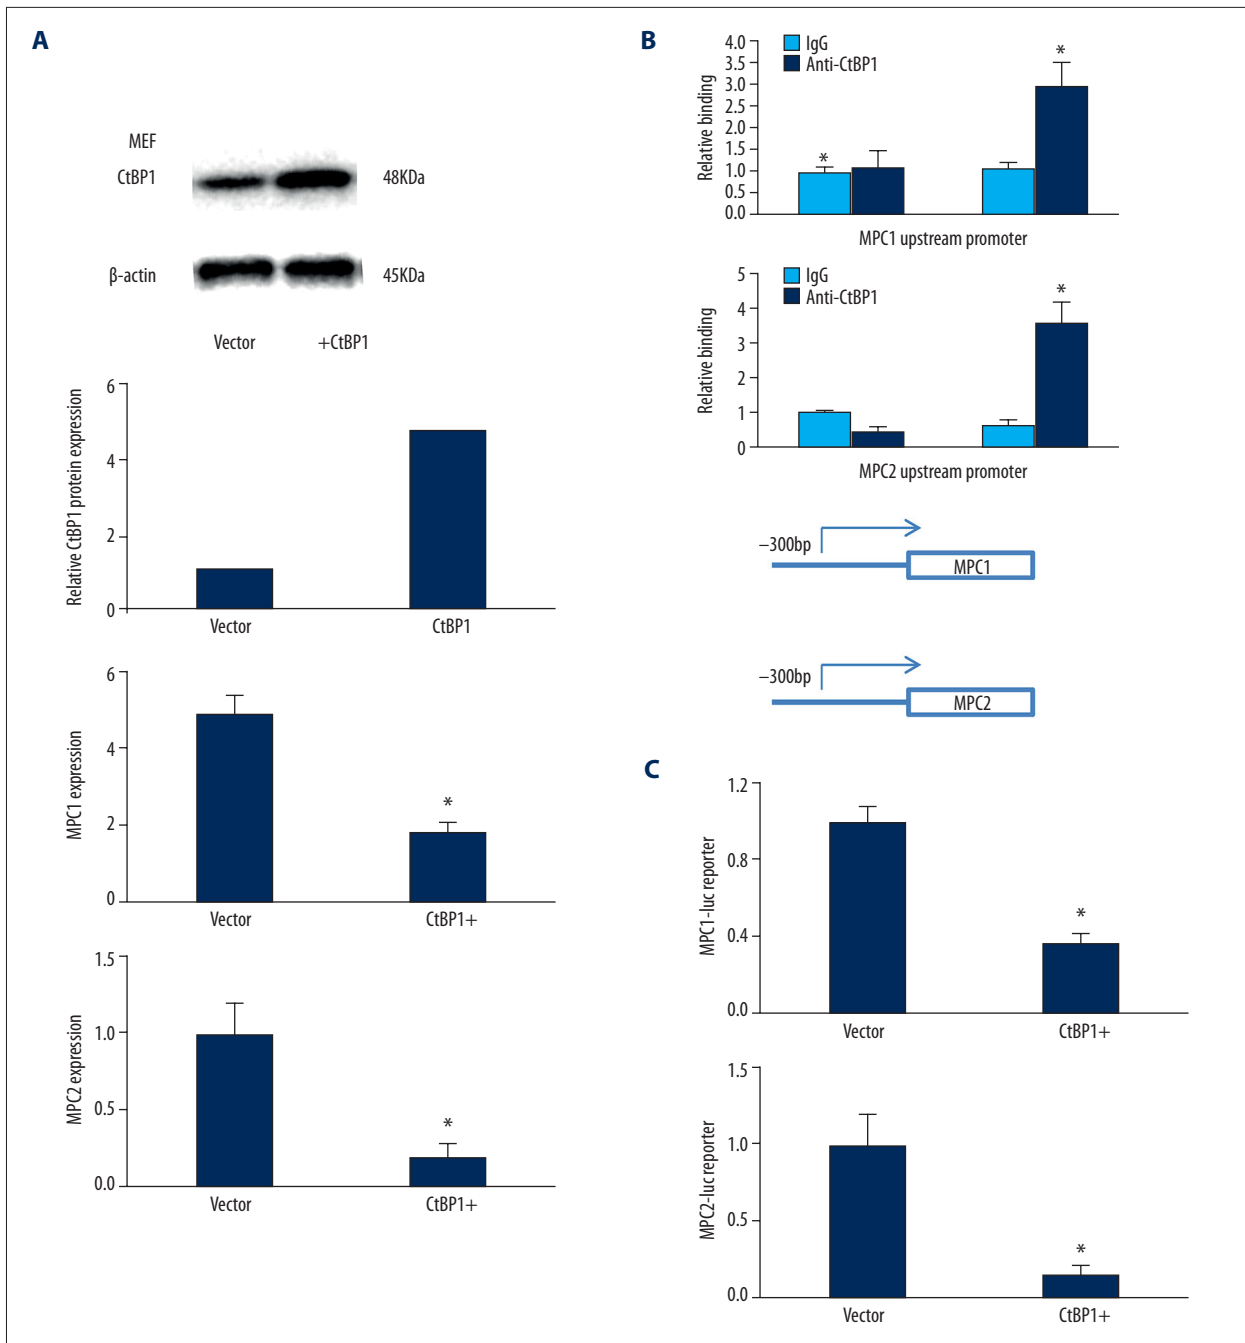 A
MEF
CtBP1
48KDa
β-actin
45KDa
Vector
+CtBP1
Relative CtBP1 protein expression
6
4
2
0
Vector
CtBP1
MPC1 expression
6
4
2
0
*
Vector
CtBP1+
MPC2 expression
1.5
1.0
0.5
0.0
*
Vector
CtBP1+
B
IgG
Anti-CtBP1
Relative binding
4.0
3.5
3.0
2.5
2.0
1.5
1.0
0.5
0.0
*
*
MPC1 upstream promoter
IgG
Anti-CtBP1
Relative binding
5
4
3
2
1
0
*
MPC2 upstream promoter
−300bp
MPC1
−300bp
MPC2
C
MPC1-luc reporter
1.2
0.8
0.4
0.0
*
Vector
CtBP1+
MPC2-luc reporter
1.5
1.0
0.5
0.0
*
Vector
CtBP1+